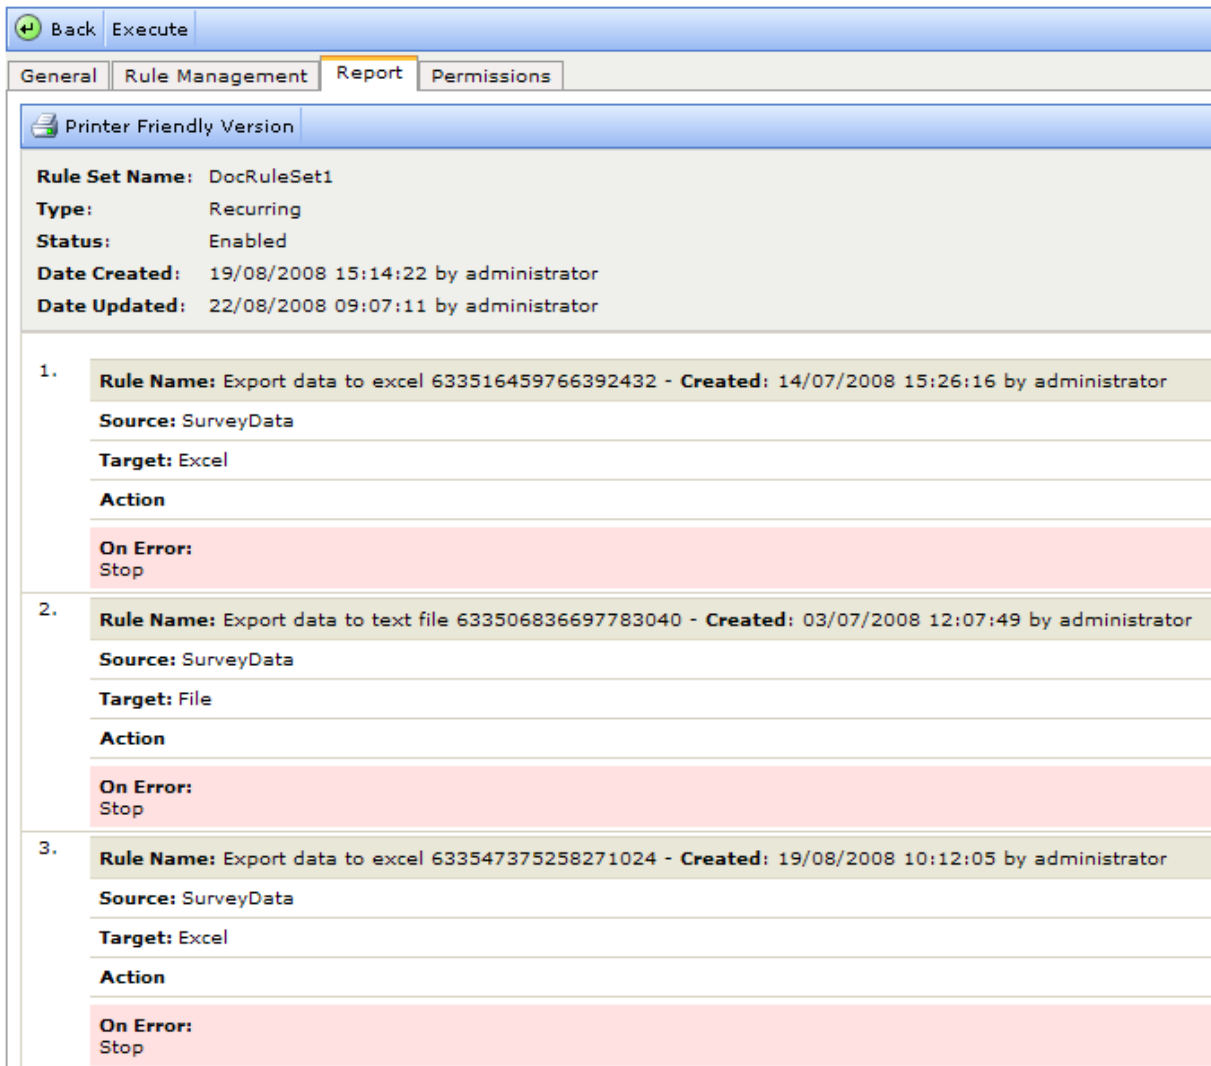 Back Execute
General Rule Management Report Permissions
Printer Friendly Version
Rule Set Name: DocRuleSet1
Type: Recurring
Status: Enabled
Date Created: 19/08/2008 15:14:22 by administrator
Date Updated: 22/08/2008 09:07:11 by administrator
1. Rule Name: Export data to excel 633516459766392432 - Created: 14/07/2008 15:26:16 by administrator
Source: SurveyData
Target: Excel
Action
On Error:
Stop
2. Rule Name: Export data to text file 633506836697783040 - Created: 03/07/2008 12:07:49 by administrator
Source: SurveyData
Target: File
Action
On Error:
Stop
3. Rule Name: Export data to excel 633547375258271024 - Created: 19/08/2008 10:12:05 by administrator
Source: SurveyData
Target: Excel
Action
On Error:
Stop